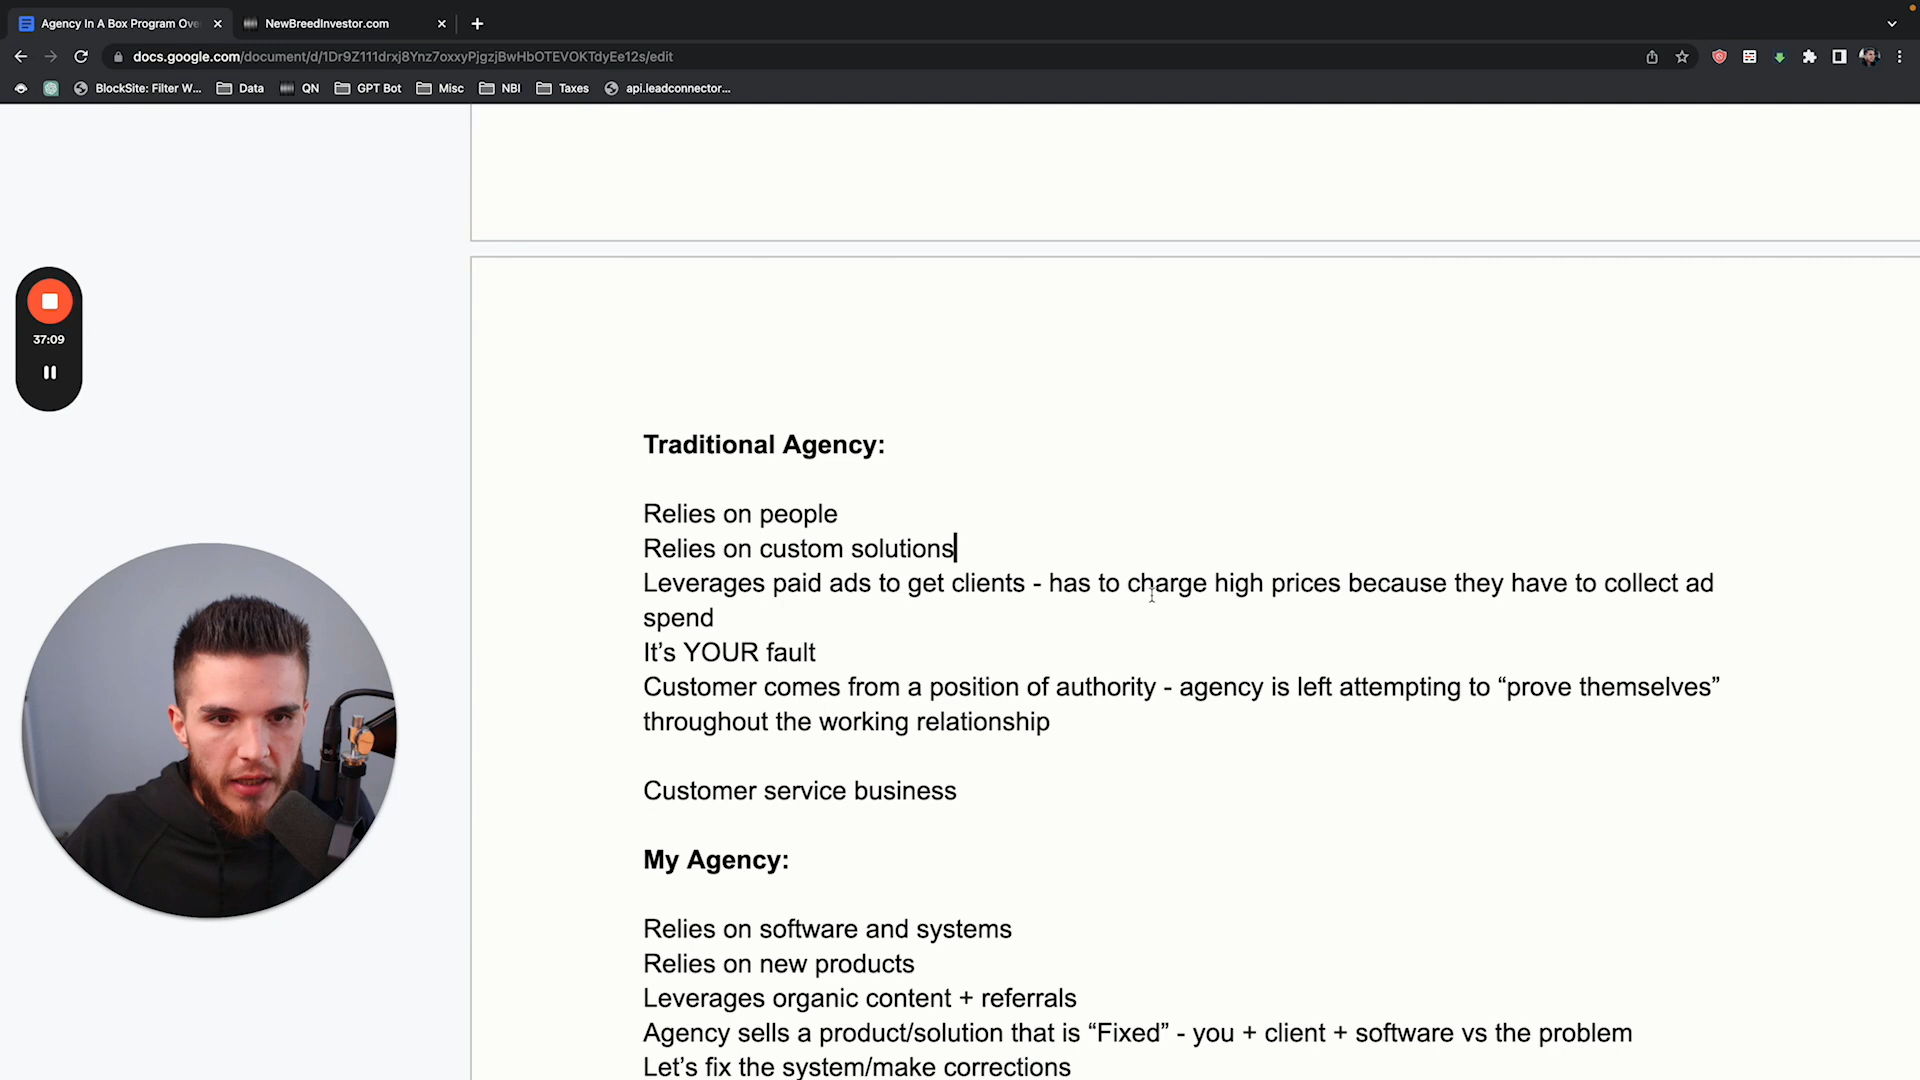 Agency In A Box Program Ove
NewBreedInvestor.com
docs.google.com/document/d/1Dr9Z111drxj8Ynz7oxxyPjgzjBwHbOTEVOKTdyEe12s/edit
BlockSite: Filter W...
Data
QN
GPT Bot
Misc
NBI
Taxes
api.leadconnector...
37:09
Traditional Agency:
Relies on people
Relies on custom solutions
Leverages paid ads to get clients - has to charge high prices because they have to collect ad
spend
It’s YOUR fault
Customer comes from a position of authority - agency is left attempting to “prove themselves”
throughout the working relationship
Customer service business
My Agency:
Relies on software and systems
Relies on new products
Leverages organic content + referrals
Agency sells a product/solution that is “Fixed” - you + client + software vs the problem
Let’s fix the system/make corrections